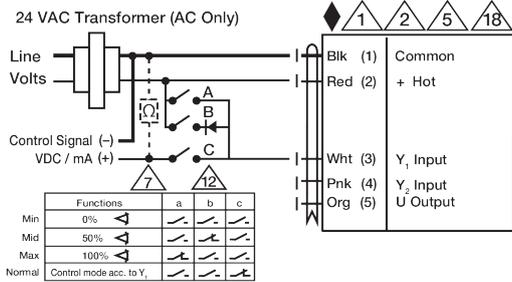 24 VAC Transformer (AC Only)
1 2 5 18
Line
Volts
Blk (1) Common
Red (2) + Hot
A
Ω
B
Control Signal (–)
VDC / mA (+)
C
Wht (3) Y1 Input
Pnk (4) Y2 Input
Org (5) U Output
7 12
Functions a b c
Min 0%
Mid 50%
Max 100%
Normal Control mode acc. to Y1